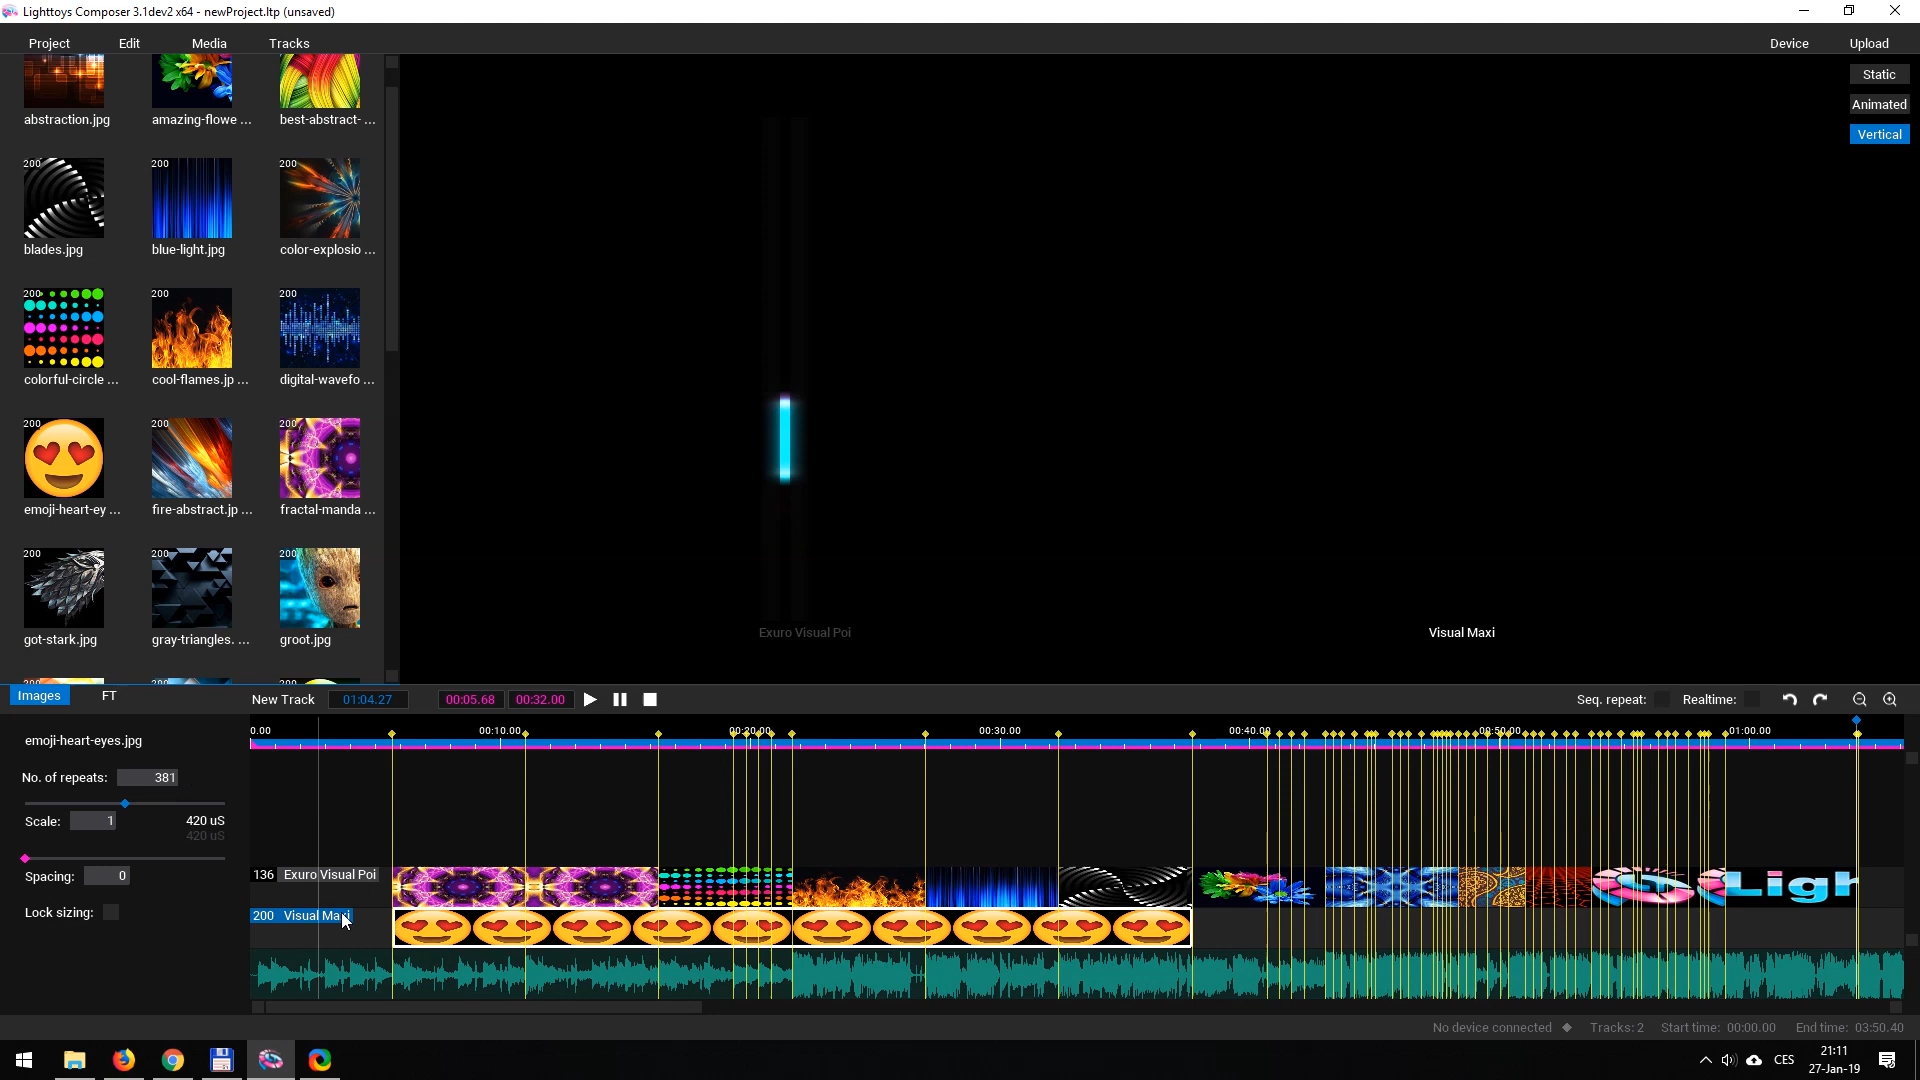 Lighttoys Composer 3.1dev2 x64 - newProject.ltp (unsaved)
Project Edit Media Tracks Device Upload
Static
Animated
Vertical
abstraction.jpg amazing-flowe ... best-abstract- ...
200 200 200
blades.jpg blue-light.jpg color-explosio ...
200 200 200
colorful-circle ... cool-flames.jp ... digital-wavefo ...
200 200 200
emoji-heart-ey ... fire-abstract.jp ... fractal-manda ...
200 200 200
got-stark.jpg gray-triangles. ... groot.jpg
Exuro Visual Poi Visual Maxi
Images FT
New Track 01:04.27 00:05.68 00:32.00 Seq. repeat: Realtime:
0.00 00:10.00 00:20.00 00:30.00 00:40.00 00:50.00 01:00.00
emoji-heart-eyes.jpg
No. of repeats: 381
Scale: 1 420 uS
420 uS
Spacing: 0
Lock sizing:
136 Exuro Visual Poi
Ligh
200 Visual Maxi
No device connected Tracks: 2 Start time: 00:00.00 End time: 03:50.40
CES
21:11
27-Jan-19